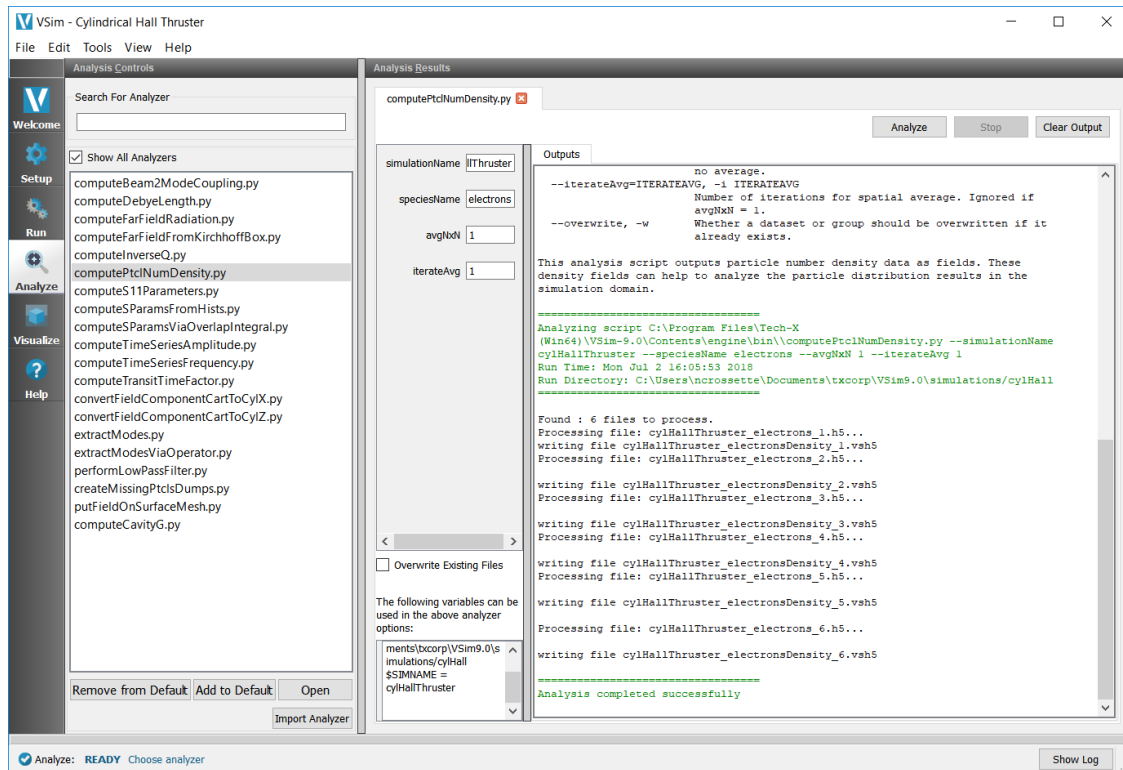 VSim - Cylindrical Hall Thruster
File Edit Tools View Help
Analysis Controls
Analysis Results
Welcome
Setup
Run
Analyze
Visualize
Help
Search For Analyzer
Show All Analyzers
computeBeam2ModeCoupling.py
computeDebyeLength.py
computeFarFieldRadiation.py
computeFarFieldFromKirchhoffBox.py
computeInverseQ.py
computePtclNumDensity.py
computeS11Parameters.py
computeSParamsFromHists.py
computeSParamsViaOverlapIntegral.py
computeTimeSeriesAmplitude.py
computeTimeSeriesFrequency.py
computeTransitTimeFactor.py
convertFieldComponentCartToCylX.py
convertFieldComponentCartToCylZ.py
extractModes.py
extractModesViaOperator.py
performLowPassFilter.py
createMissingPtclsDumps.py
putFieldOnSurfaceMesh.py
computeCavityG.py
Remove from Default Add to Default Open
Import Analyzer
computePtclNumDensity.py
Analyze Stop Clear Output
simulationName llThruster
speciesName electrons
avgNxN 1
iterateAvg 1
Overwrite Existing Files
The following variables can be
used in the above analyzer
options:
ments\txcorp\VSim9.0\s
imulations/cylHall
$SIMNAME =
cylHallThruster
Outputs
no average.
--iterateAvg=ITERATEAVG, -i ITERATEAVG
Number of iterations for spatial average. Ignored if
avgNxN = 1.
--overwrite, -w Whether a dataset or group should be overwritten if it
already exists.
This analysis script outputs particle number density data as fields. These
density fields can help to analyze the particle distribution results in the
simulation domain.
==================================
Analyzing script C:\Program Files\Tech-X
(Win64)\VSim-9.0\Contents\engine\bin\\computePtclNumDensity.py --simulationName
cylHallThruster --speciesName electrons --avgNxN 1 --iterateAvg 1
Run Time: Mon Jul 2 16:05:53 2018
Run Directory: C:\Users\ncrossette\Documents\txcorp\VSim9.0\simulations/cylHall
==================================
Found : 6 files to process.
Processing file: cylHallThruster_electrons_1.h5...
writing file cylHallThruster_electronsDensity_1.vsh5
Processing file: cylHallThruster_electrons_2.h5...
writing file cylHallThruster_electronsDensity_2.vsh5
Processing file: cylHallThruster_electrons_3.h5...
writing file cylHallThruster_electronsDensity_3.vsh5
Processing file: cylHallThruster_electrons_4.h5...
writing file cylHallThruster_electronsDensity_4.vsh5
Processing file: cylHallThruster_electrons_5.h5...
writing file cylHallThruster_electronsDensity_5.vsh5
Processing file: cylHallThruster_electrons_6.h5...
writing file cylHallThruster_electronsDensity_6.vsh5
==================================
Analysis completed successfully
Analyze: READY Choose analyzer
Show Log